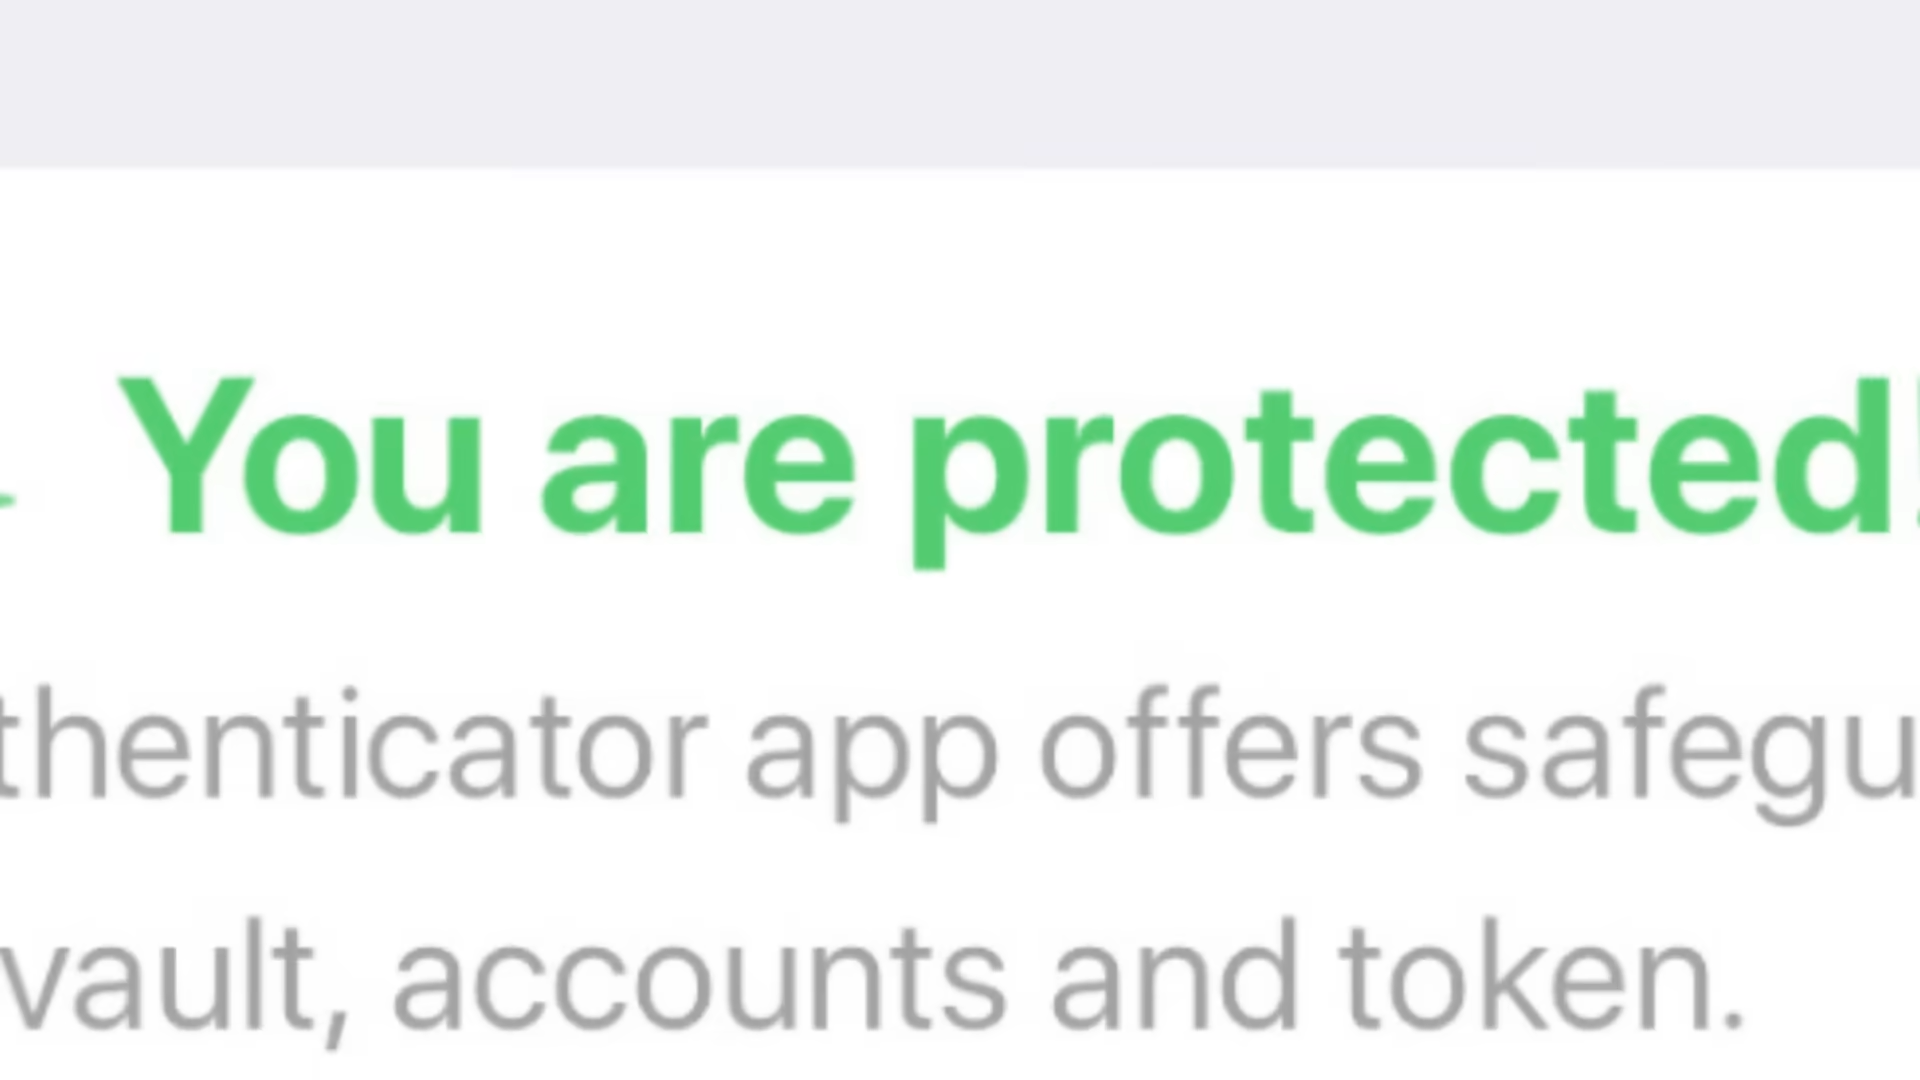 You are protected!
thenticator app offers safegu
vault, accounts and token.